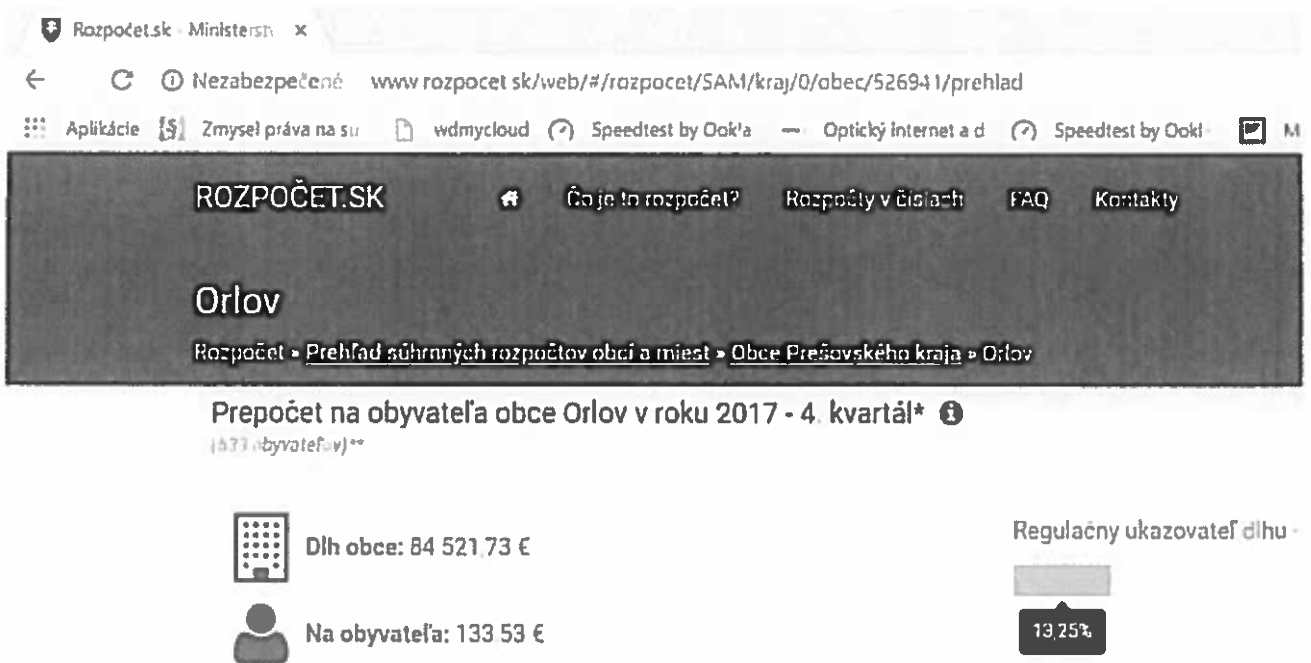 Rozpočet.sk - Ministerstv
Nezabezpečené www.rozpocet.sk/web/#/rozpocet/SAM/kraj/0/obec/526941/prehlad
Aplikácie Zmysel práva na su wdmycloud Speedtest by Ookla Optický internet a d Speedtest by Ookl M
ROZPOČET.SK Čo je to rozpočet? Rozpočty v číslach FAQ Kontakty
Orlov
Rozpočet » Prehľad súhrnných rozpočtov obcí a miest » Obce Prešovského kraja » Orlov
Prepočet na obyvateľa obce Orlov v roku 2017 - 4. kvartál*
(633 obyvateľov)**
Regulačny ukazovateľ dlhu -
Dlh obce: 84 521,73 €
Na obyvateľa: 133 53 €
13,25%